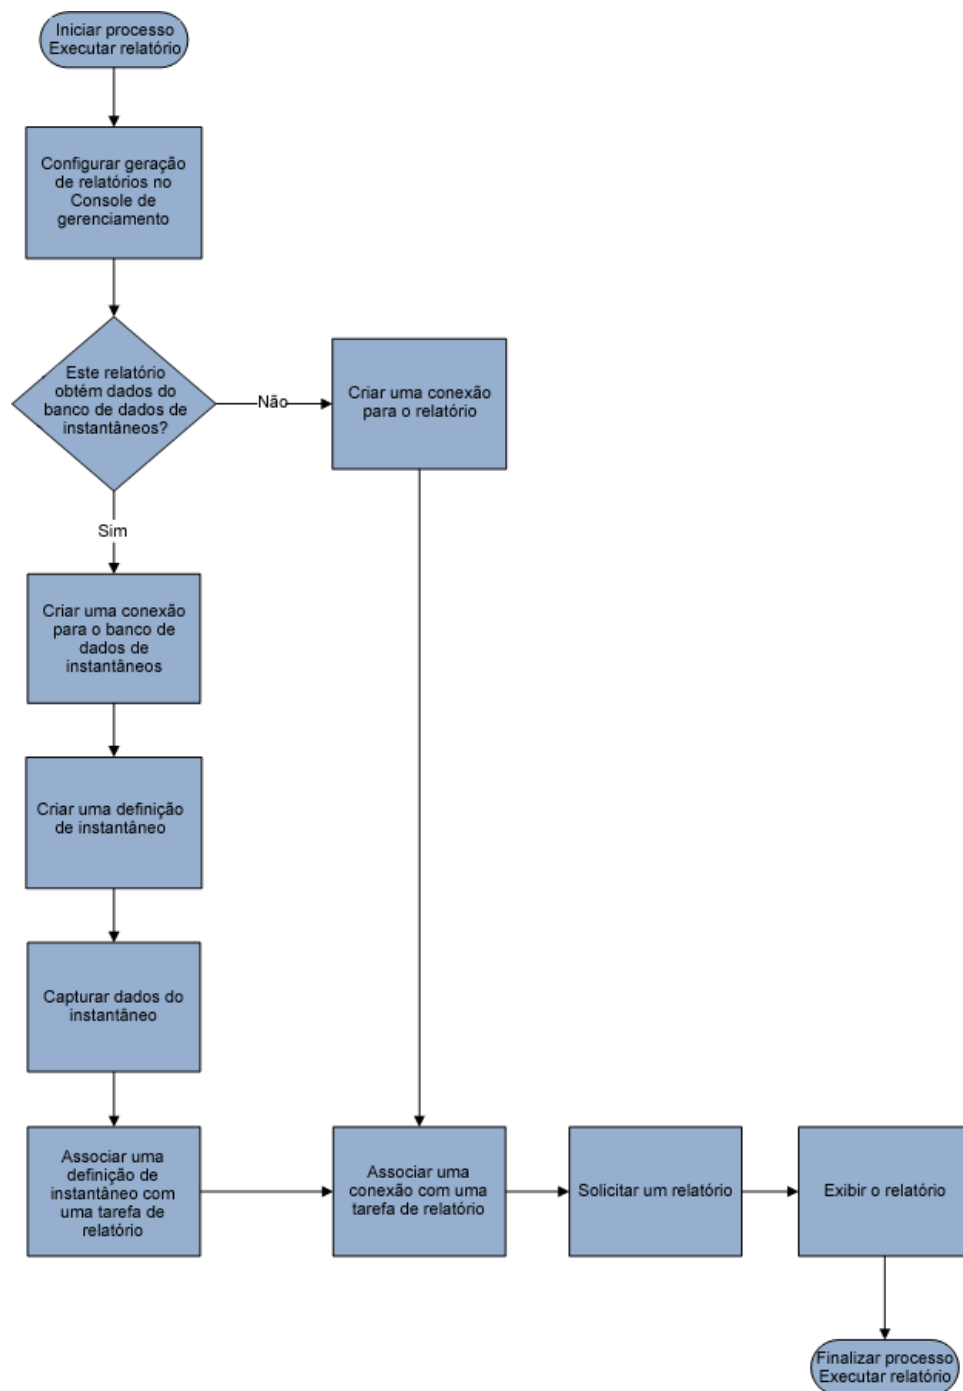 Iniciar processo
Executar relatório
Configurar geração
de relatórios no
Console de
gerenciamento
Este relatório
obtém dados do
banco de dados de
instantâneos?
Não
Criar uma conexão
para o relatório
Sim
Criar uma conexão
para o banco de
dados de
instantâneos
Criar uma definição
de instantâneo
Capturar dados do
instantâneo
Associar uma
definição de
instantâneo com
uma tarefa de
relatório
Associar uma
conexão com uma
tarefa de relatório
Solicitar um relatório
Exibir o relatório
Finalizar processo
Executar relatório